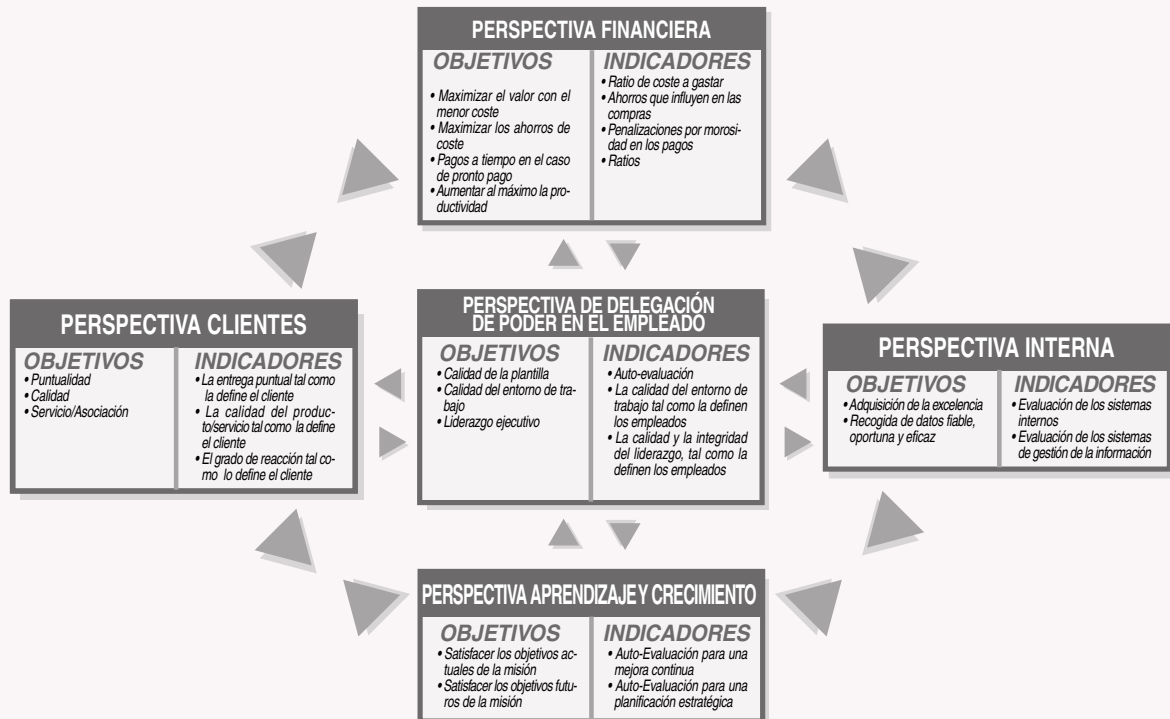 PERSPECTIVA FINANCIERA
OBJETIVOS
• Maximizar el valor con el
menor coste
• Maximizar los ahorros de
coste
• Pagos a tiempo en el caso
de pronto pago
• Aumentar al máximo la pro-
ductividad
INDICADORES
• Ratio de coste a gastar
• Ahorros que influyen en las
compras
• Penalizaciones por morosi-
dad en los pagos
• Ratios
PERSPECTIVA CLIENTES
OBJETIVOS
• Puntualidad
• Calidad
• Servicio/Asociación
INDICADORES
• La entrega puntual tal como
la define el cliente
• La calidad del produc-
to/servicio tal como la define
el cliente
• El grado de reacción tal co-
mo lo define el cliente
PERSPECTIVA DE DELEGACIÓN
DE PODER EN EL EMPLEADO
OBJETIVOS
• Calidad de la plantilla
• Calidad del entorno de tra-
bajo
• Liderazgo ejecutivo
INDICADORES
• Auto-evaluación
• La calidad del entorno de
trabajo tal como la definen
los empleados
• La calidad y la integridad
del liderazgo, tal como la
definen los empleados
PERSPECTIVA INTERNA
OBJETIVOS
• Adquisición de la excelencia
• Recogida de datos fiable,
oportuna y eficaz
INDICADORES
• Evaluación de los sistemas
internos
• Evaluación de los sistemas
de gestión de la información
PERSPECTIVA APRENDIZAJE Y CRECIMIENTO
OBJETIVOS
• Satisfacer los objetivos ac-
tuales de la misión
• Satisfacer los objetivos futu-
ros de la misión
INDICADORES
• Auto-Evaluación para una
mejora continua
• Auto-Evaluación para una
planificación estratégica